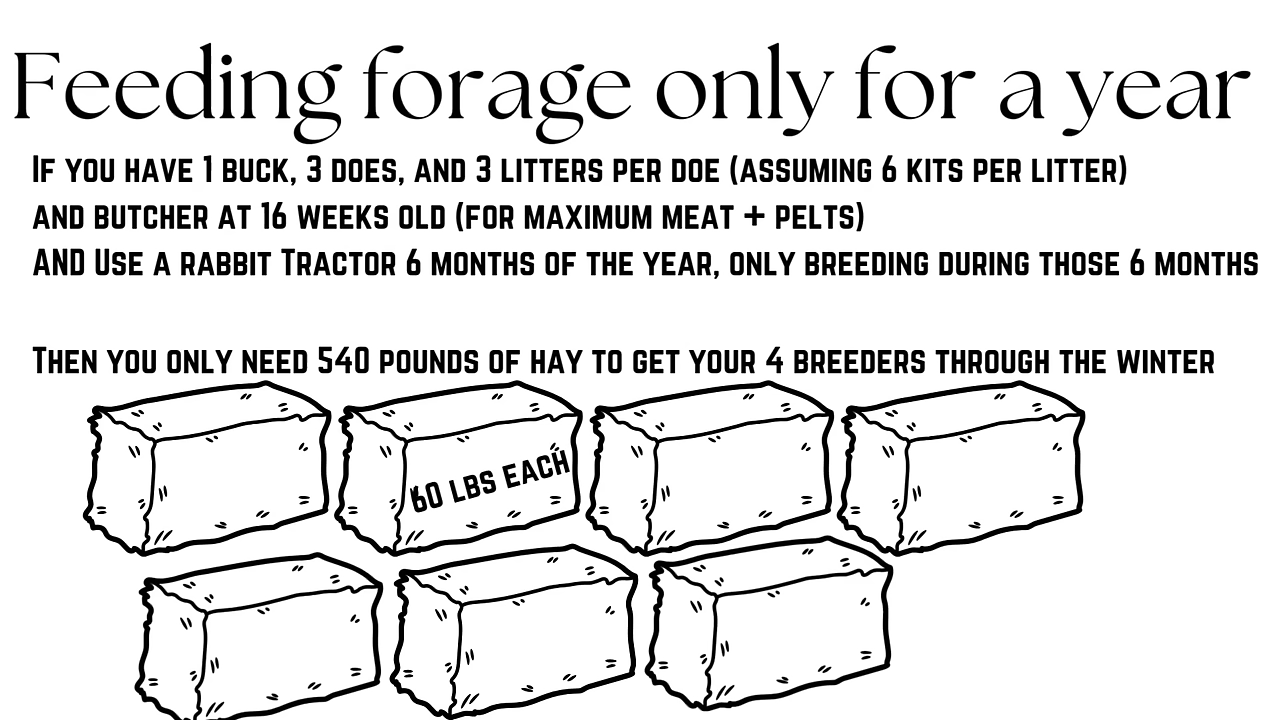 Feeding forage only for a year
If you have 1 buck, 3 does, and 3 litters per doe (assuming 6 kits per litter)
and butcher at 16 weeks old (for maximum meat + pelts)
AND Use a rabbit Tractor 6 months of the year, only breeding during those 6 months
Then you only need 540 pounds of hay to get your 4 breeders through the winter
60 lbs each